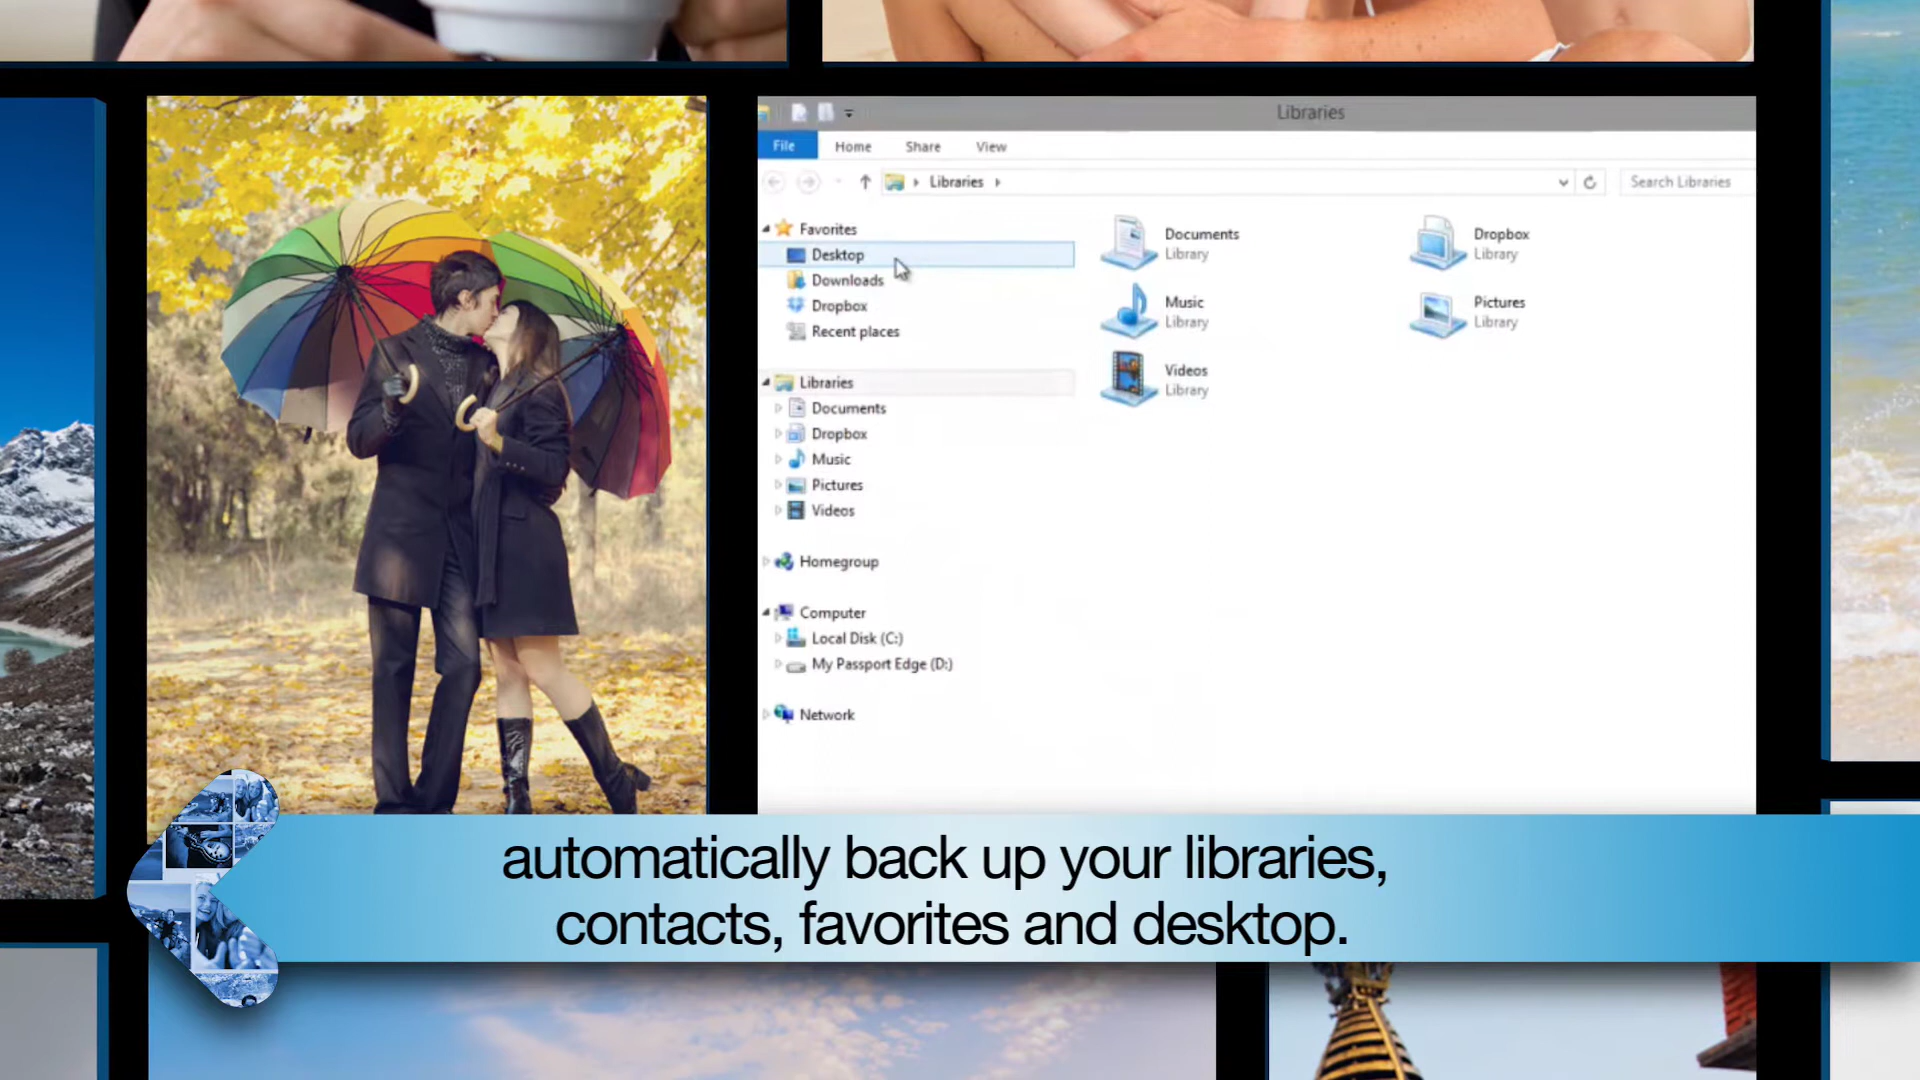 Libraries
File Home Share View
Libraries
Search Libraries
Favorites
Desktop
Downloads
Dropbox
Recent places
Libraries
Documents
Dropbox
Music
Pictures
Videos
Homegroup
Computer
Local Disk (C:)
My Passport Edge (D:)
Network
Documents
Library
Dropbox
Library
Music
Library
Pictures
Library
Videos
Library
automatically back up your libraries,
contacts, favorites and desktop.